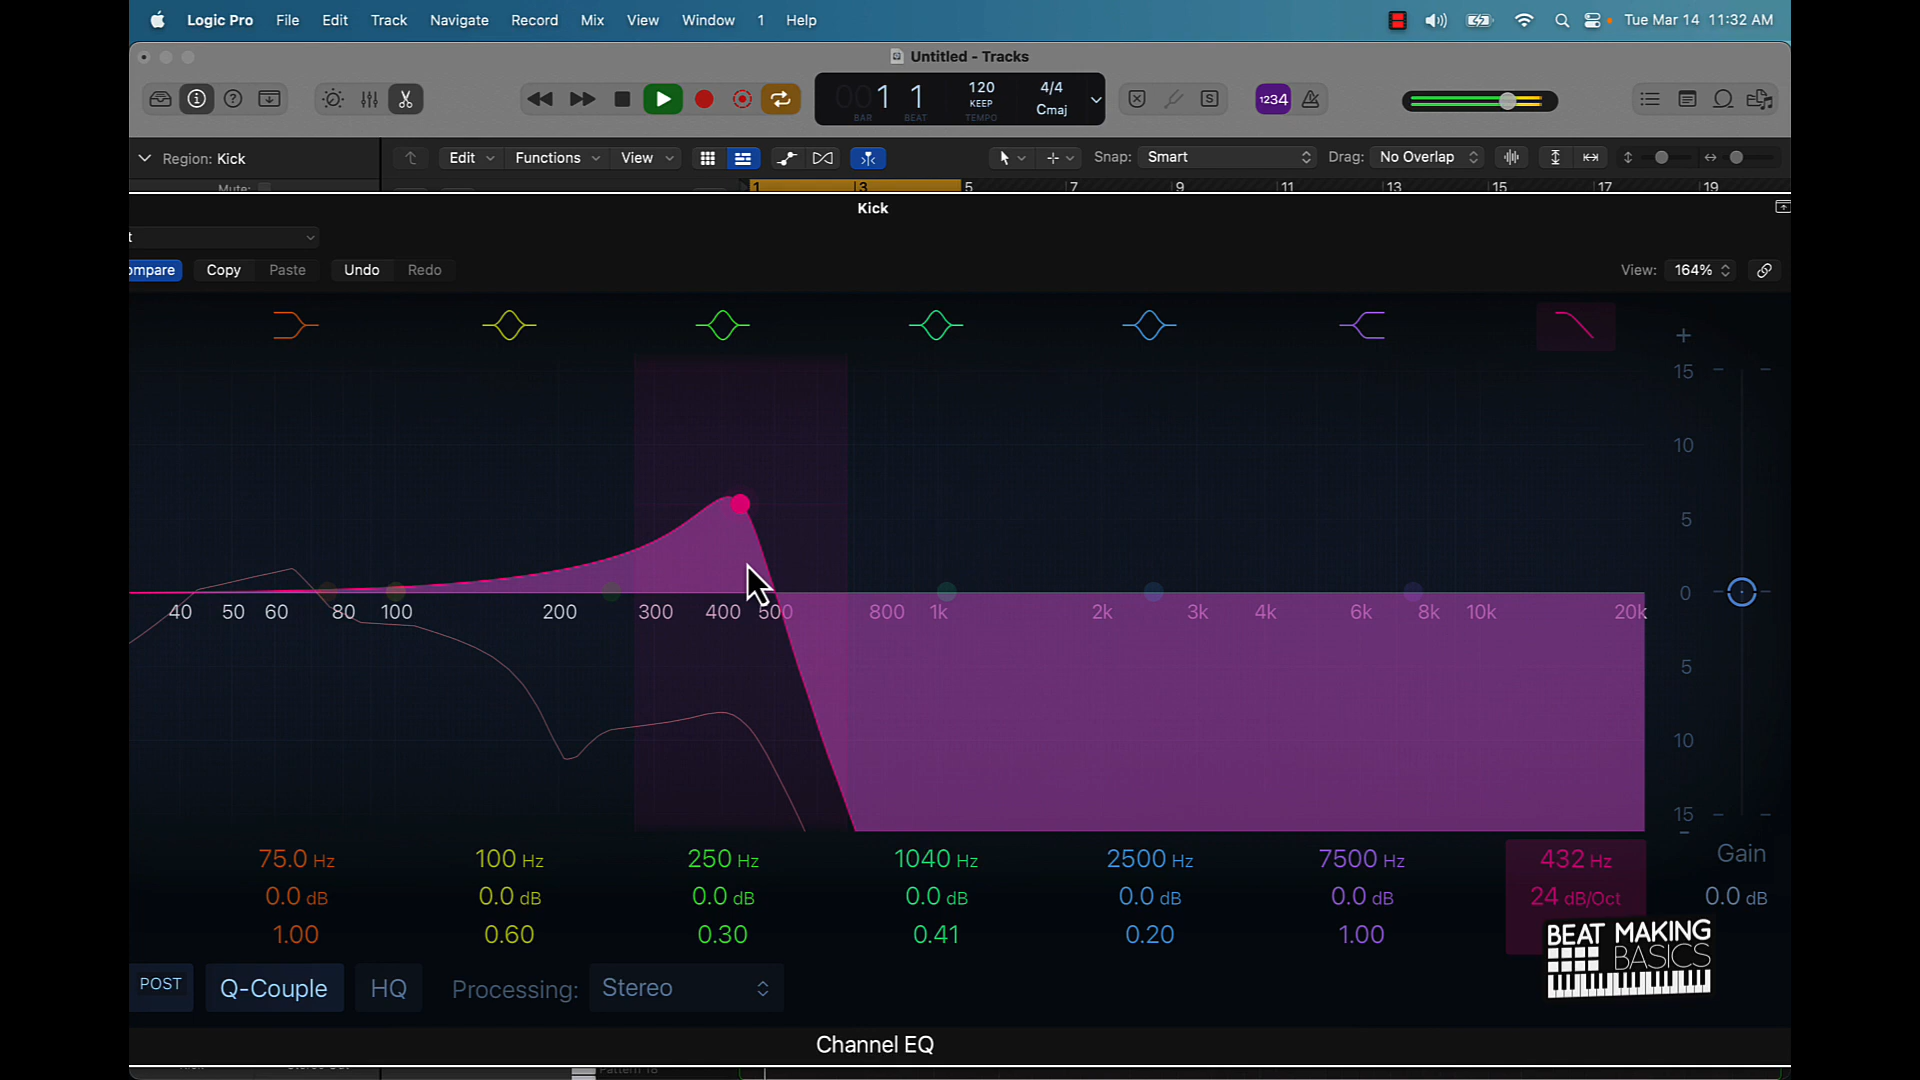 Logic Pro File Edit Track Navigate Record Mix View Window 1 Help Tue Mar 14 11:32 AM
Untitled - Tracks
001 1 120 4/4
KEEP Cmaj
BAR BEAT TEMPO
1234
Region: Kick Edit Functions View Snap: Smart Drag: No Overlap
Mute: 1 3 5 7 9 11 13 15 17 19
Kick
t
ompare Copy Paste Undo Redo View: 164%
+
15
10
5
0
40 50 60 80 100 200 300 400 500 800 1k 2k 3k 4k 6k 8k 10k 20k
5
10
15
-
75.0 Hz 100 Hz 250 Hz 1040 Hz 2500 Hz 7500 Hz 432 Hz Gain
0.0 dB 0.0 dB 0.0 dB 0.0 dB 0.0 dB 0.0 dB 24 dB/Oct 0.0 dB
1.00 0.60 0.30 0.41 0.20 1.00
BEAT MAKING
BASICS
POST Q-Couple HQ Processing: Stereo
Channel EQ
Pattern 18